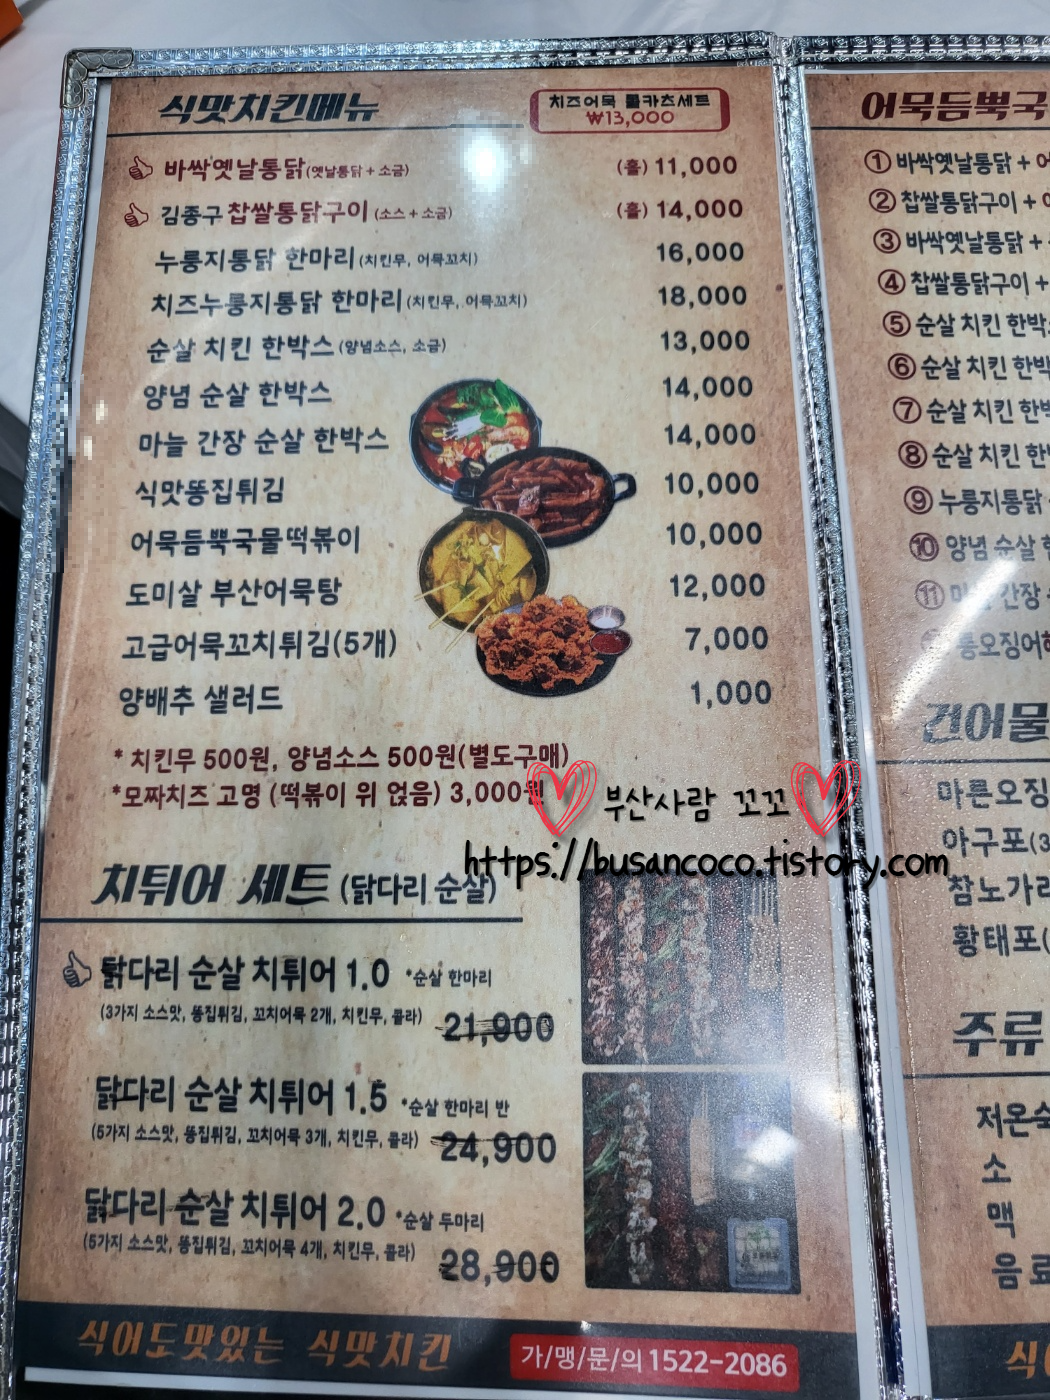 식맛치킨메뉴
치즈어묵 롤카츠세트
₩13,000
바싹옛날통닭(옛날통닭 + 소금) (홀) 11,000
김종구 찹쌀통닭구이 (소스 + 소금) (홀) 14,000
누룽지통닭 한마리 (치킨무, 어묵꼬치) 16,000
치즈누룽지통닭 한마리 (치킨무, 어묵꼬치) 18,000
순살 치킨 한박스 (양념소스, 소금) 13,000
양념 순살 한박스 14,000
마늘 간장 순살 한박스 14,000
식맛똥집튀김 10,000
어묵듬뿍국물떡볶이 10,000
도미살 부산어묵탕 12,000
고급어묵꼬치튀김(5개) 7,000
양배추 샐러드 1,000
* 치킨무 500원, 양념소스 500원(별도구매)
*모짜치즈 고명 (떡볶이 위 얹음) 3,000원
부산사람 꼬꼬
https://busancoco.tistory.com
치튀어 세트 (닭다리 순살)
닭다리 순살 치튀어 1.0 *순살 한마리
(3가지 소스맛, 똥집튀김, 꼬치어묵 2개, 치킨무, 콜라) 21,900
닭다리 순살 치튀어 1.5 *순살 한마리 반
(5가지 소스맛, 똥집튀김, 꼬치어묵 3개, 치킨무, 콜라) 24,900
닭다리 순살 치튀어 2.0 *순살 두마리
(5가지 소스맛, 똥집튀김, 꼬치어묵 4개, 치킨무, 콜라) 28,900
식어도맛있는 식맛치킨
가/맹/문/의 1522-2086
어묵듬뿍국
① 바싹옛날통닭 +
② 찹쌀통닭구이 +
③ 바싹옛날통닭 +
④ 찹쌀통닭구이 +
⑤ 순살 치킨 한박
⑥ 순살 치킨 한박
⑦ 순살 치킨 한박
⑧ 순살 치킨 한
⑨ 누룽지통닭
⑩ 양념 순살
⑪ 간장
통오징어
건어물
마른오징
아구포(3
참노가리
황태포(
주류
저온숙
소
맥
음료
식